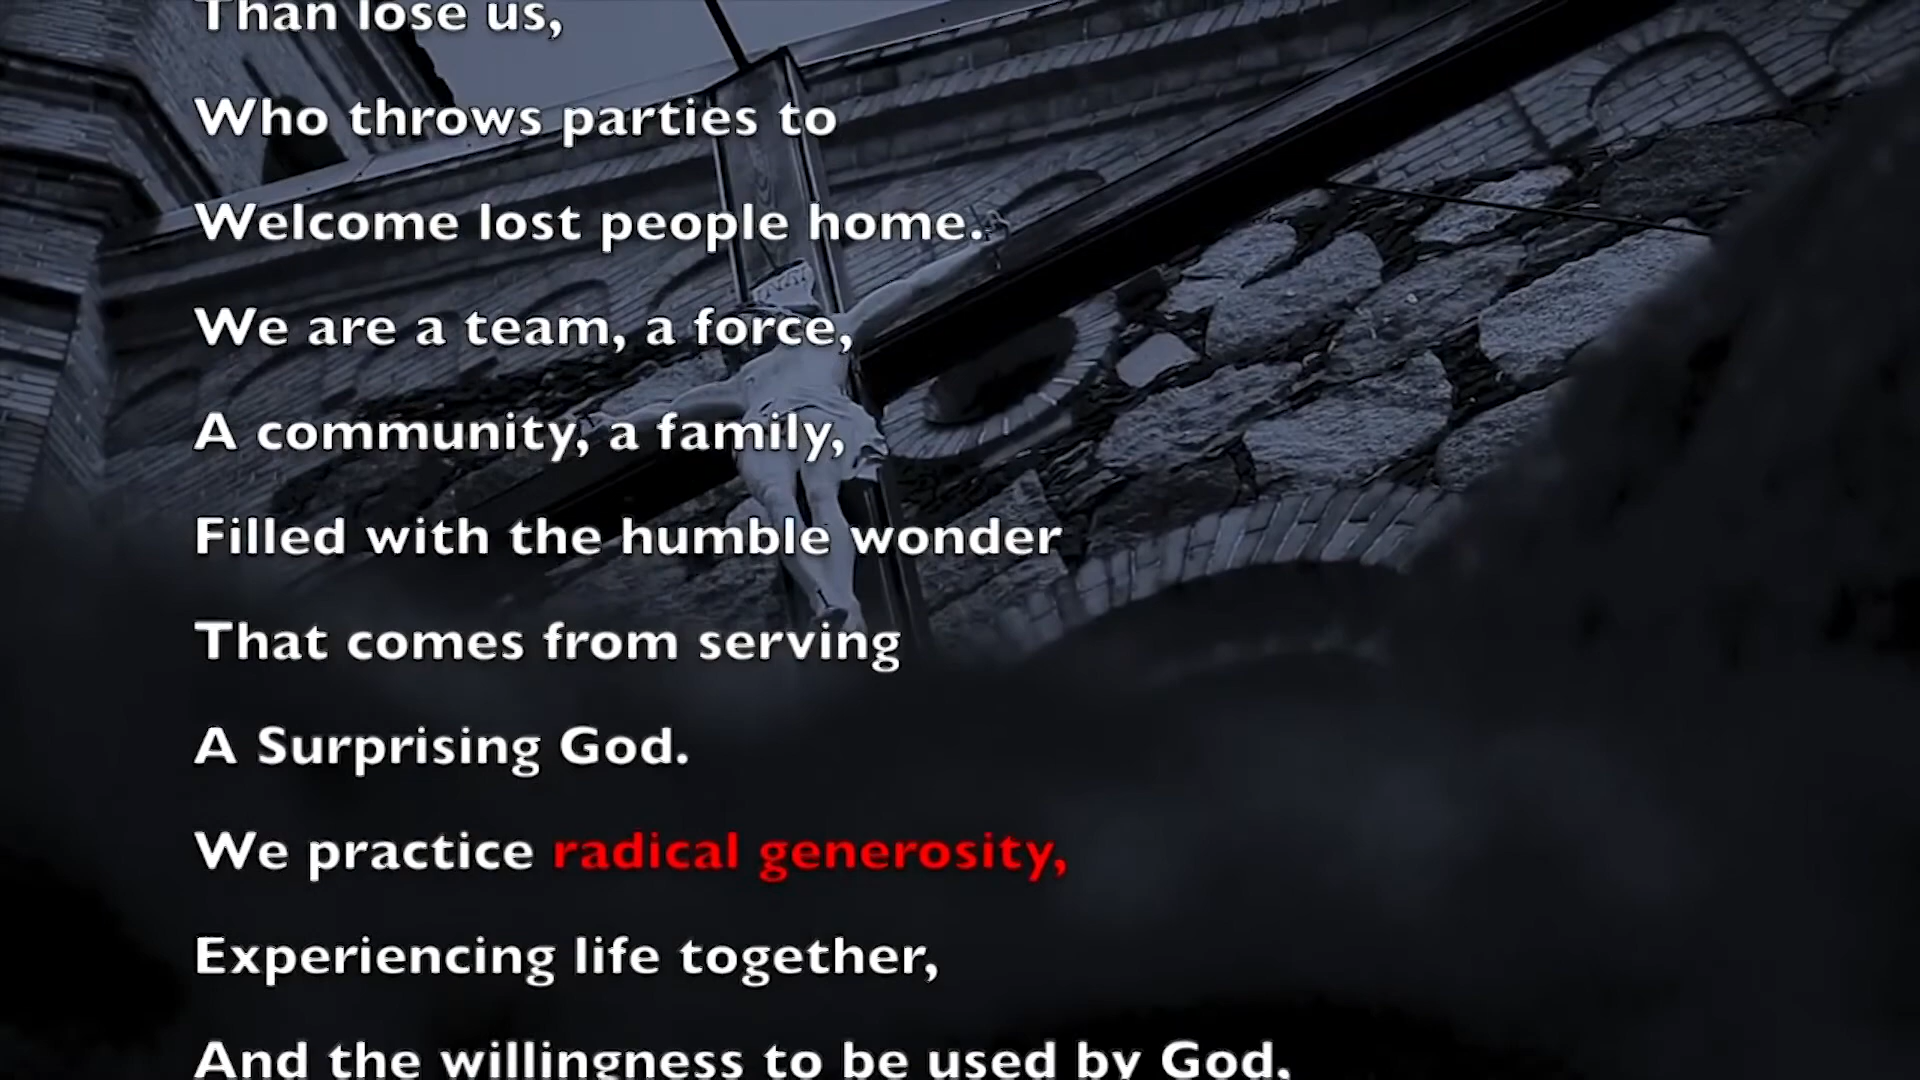 Than lose us,
Who throws parties to
Welcome lost people home.
We are a team, a force,
A community, a family,
Filled with the humble wonder
That comes from serving
A Surprising God.
We practice radical generosity,
Experiencing life together,
And the willingness to be used by God,